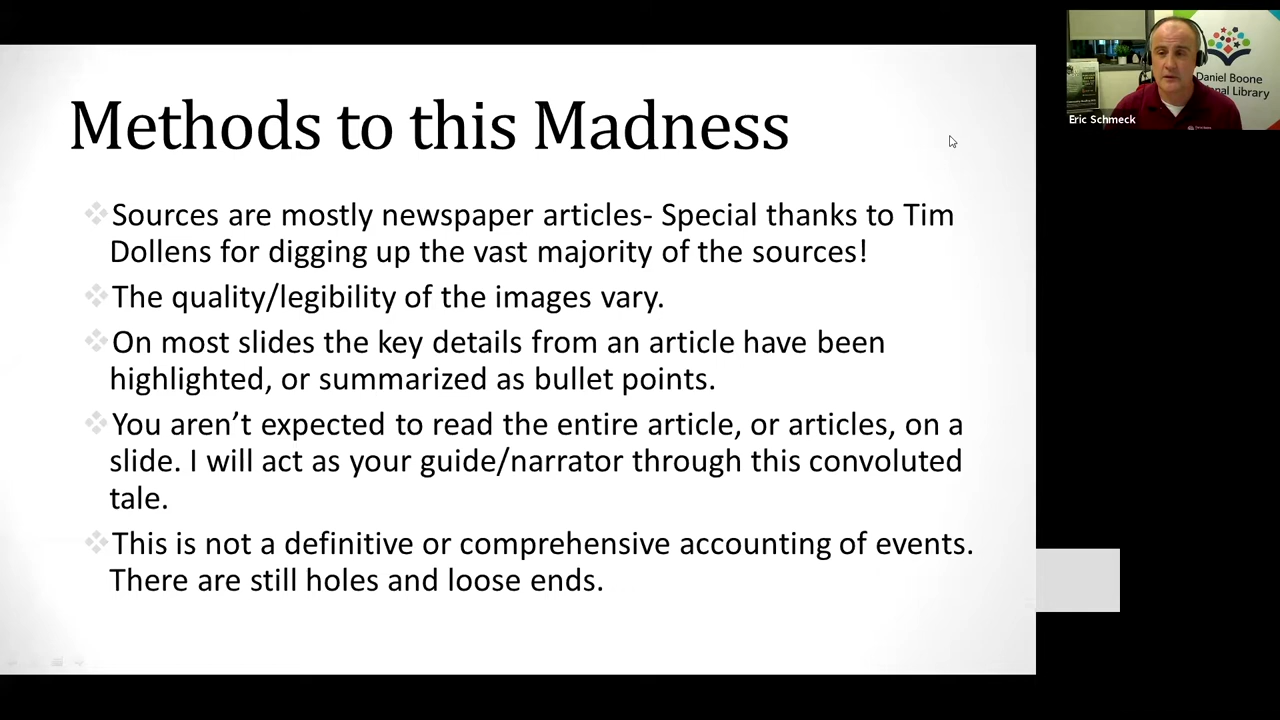 Methods to this Madness
Sources are mostly newspaper articles- Special thanks to Tim
Dollens for digging up the vast majority of the sources!
The quality/legibility of the images vary.
On most slides the key details from an article have been
highlighted, or summarized as bullet points.
You aren’t expected to read the entire article, or articles, on a
slide. I will act as your guide/narrator through this convoluted
tale.
This is not a definitive or comprehensive accounting of events.
There are still holes and loose ends.
Daniel Boone
Library
Eric Schmeck